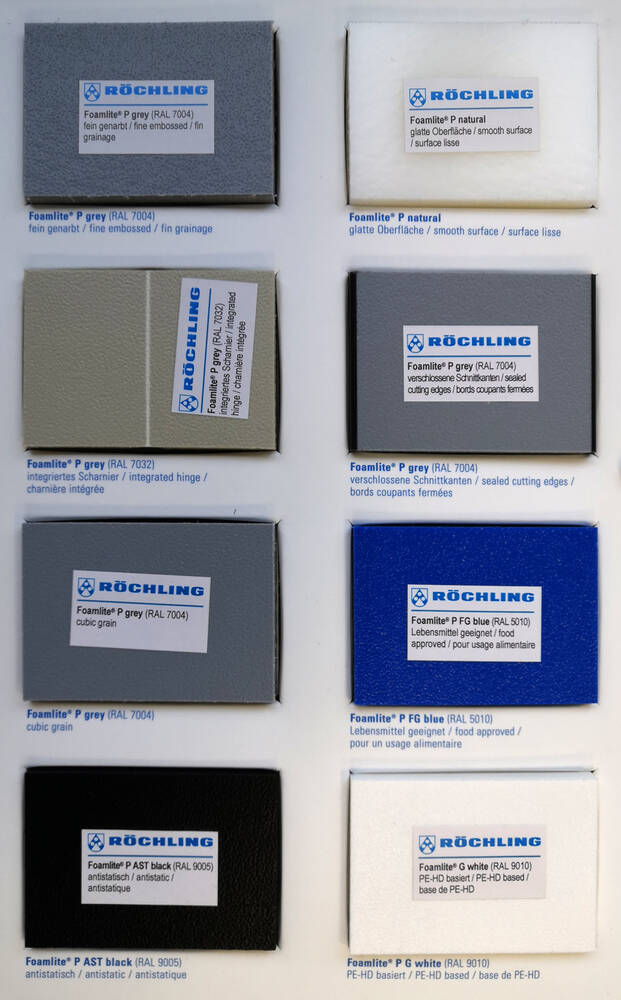 RÖCHLING
Foamlite® P grey (RAL 7004)
fein genarbt / fine embossed / fin
grainage
Foamlite® P grey (RAL 7004)
fein genarbt / fine embossed / fin grainage
RÖCHLING
Foamlite® P natural
glatte Oberfläche / smooth surface
/ surface lisse
Foamlite® P natural
glatte Oberfläche / smooth surface / surface lisse
RÖCHLING
Foamlite® P grey (RAL 7032)
integriertes Scharnier / integrated
hinge / charnière intégrée
Foamlite® P grey (RAL 7032)
integriertes Scharnier / integrated hinge /
charnière intégrée
RÖCHLING
Foamlite® P grey (RAL 7004)
verschlossene Schnittkanten / sealed
cutting edges / bords coupants fermées
Foamlite® P grey (RAL 7004)
verschlossene Schnittkanten / sealed cutting edges /
bords coupants fermées
RÖCHLING
Foamlite® P grey (RAL 7004)
cubic grain
Foamlite® P grey (RAL 7004)
cubic grain
RÖCHLING
Foamlite® P FG blue (RAL 5010)
Lebensmittel geeignet / food
approved / pour usage alimentaire
Foamlite® P FG blue (RAL 5010)
Lebensmittel geeignet / food approved /
pour un usage alimentaire
RÖCHLING
Foamlite® P AST black (RAL 9005)
antistatisch / antistatic /
antistatique
Foamlite® P AST black (RAL 9005)
antistatisch / antistatic / antistatique
RÖCHLING
Foamlite® G white (RAL 9010)
PE-HD basiert / PE-HD based /
base de PE-HD
Foamlite® P G white (RAL 9010)
PE-HD basiert / PE-HD based / base de PE-HD